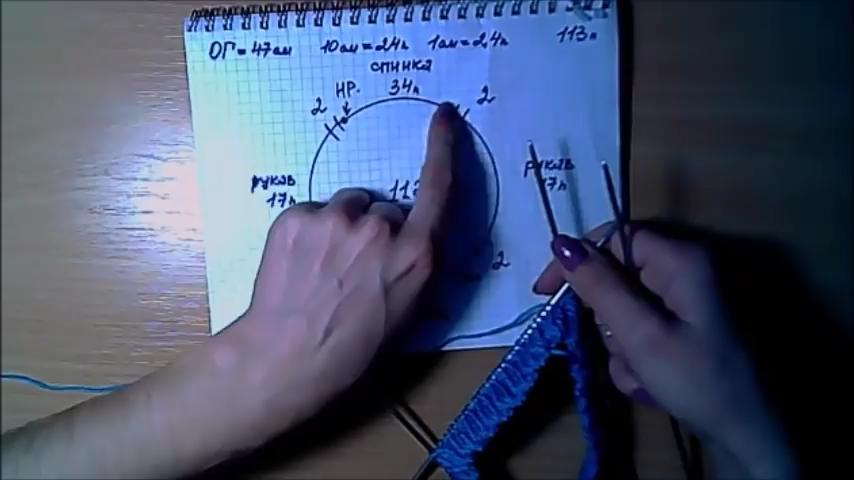 ОГ = 47см 10см = 24п 1см = 2,4п 113п
спинка
НР. 34п
2 2
рукав 17п
рукав 17п
2